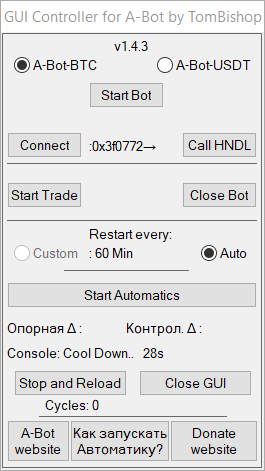 GUI Controller for A-Bot by TomBishop
v1.4.3
A-Bot-BTC A-Bot-USDT
Start Bot
Connect :0x3f0772→ Call HNDL
Start Trade Close Bot
Restart every:
Custom : 60 Min Auto
Start Automatics
Опорная Δ : Контрол. Δ :
Console: Cool Down.. 28s
Stop and Reload Close GUI
Cycles: 0
A-Bot website
Как запускать Автоматику?
Donate website